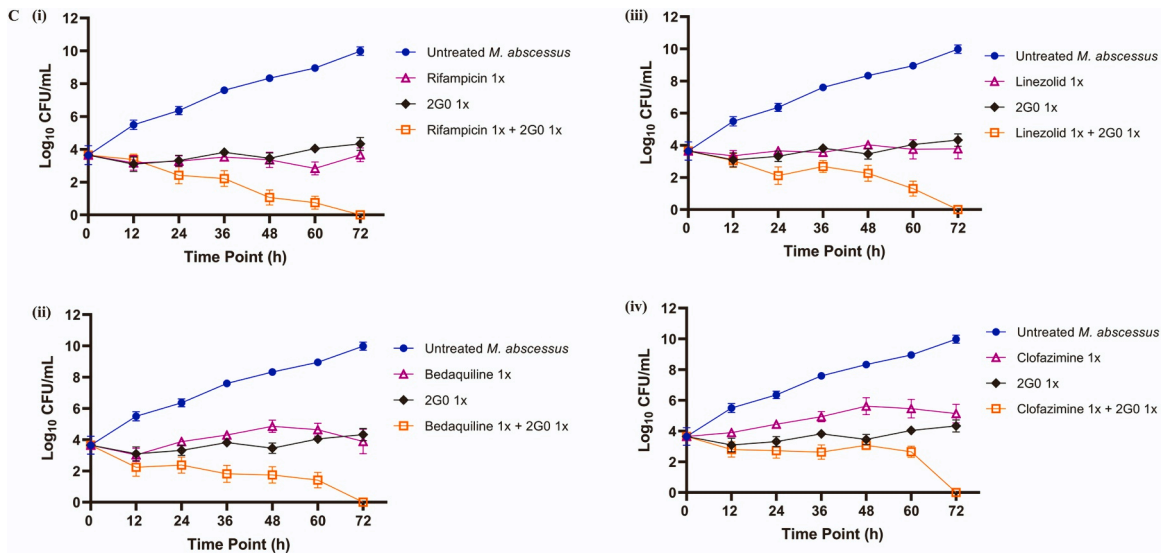 C (i)
12
10
8
6
4
2
0
Log10 CFU/mL
0 12 24 36 48 60 72
Time Point (h)
Untreated M. abscessus
Rifampicin 1x
2G0 1x
Rifampicin 1x + 2G0 1x
(iii)
12
10
8
6
4
2
0
Log10 CFU/mL
0 12 24 36 48 60 72
Time Point (h)
Untreated M. abscessus
Linezolid 1x
2G0 1x
Linezolid 1x + 2G0 1x
(ii)
12
10
8
6
4
2
0
Log10 CFU/mL
0 12 24 36 48 60 72
Time Point (h)
Untreated M. abscessus
Bedaquiline 1x
2G0 1x
Bedaquiline 1x + 2G0 1x
(iv)
12
10
8
6
4
2
0
Log10 CFU/mL
0 12 24 36 48 60 72
Time Point (h)
Untreated M. abscessus
Clofazimine 1x
2G0 1x
Clofazimine 1x + 2G0 1x